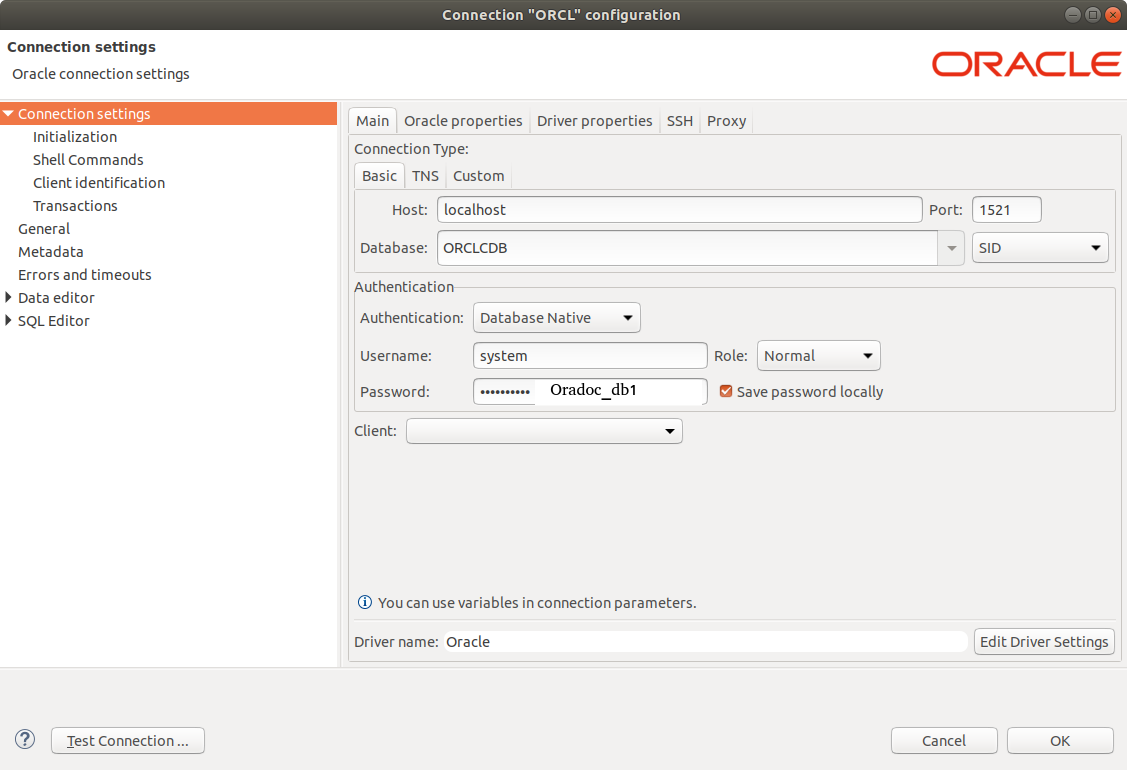 Connection "ORCL" configuration
Connection settings
Oracle connection settings
ORACLE
Connection settings
Initialization
Shell Commands
Client identification
Transactions
General
Metadata
Errors and timeouts
Data editor
SQL Editor
Main Oracle properties Driver properties SSH Proxy
Connection Type:
Basic TNS Custom
Host: localhost Port: 1521
Database: ORCLCDB SID
Authentication
Authentication: Database Native
Username: system Role: Normal
Password: •••••••••• Oradoc_db1 Save password locally
Client:
You can use variables in connection parameters.
Driver name: Oracle Edit Driver Settings
? Test Connection ... Cancel OK